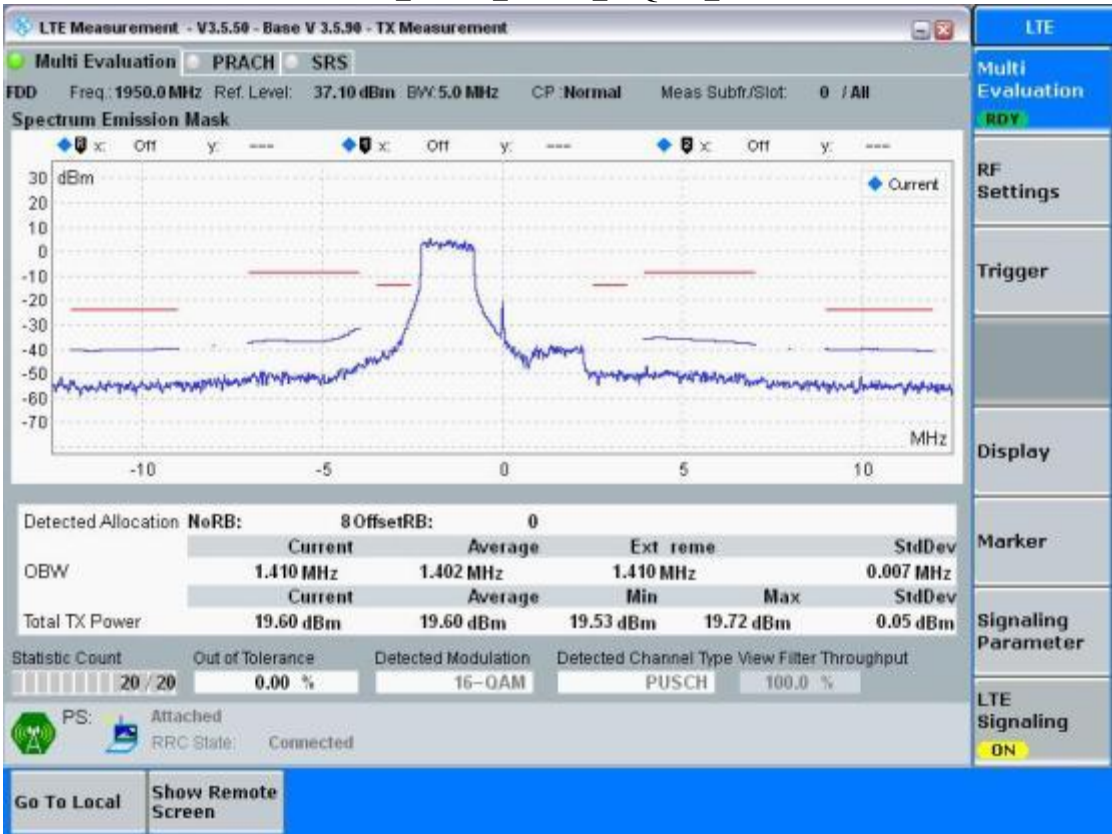 LTE Measurement - V3.5.50 - Base V 3.5.90 - TX Measurement
LTE
Multi Evaluation PRACH SRS
Multi Evaluation
RDY
FDD Freq.: 1950.0 MHz Ref. Level: 37.10 dBm BW: 5.0 MHz CP :Normal Meas Subfr./Slot: 0 / All
Spectrum Emission Mask
x: Off y: --- x: Off y: --- x: Off y: ---
30 dBm
Current
20
10
0
-10
-20
-30
-40
-50
-60
-70
MHz
-10 -5 0 5 10
RF Settings
Trigger
Display
Marker
Signaling Parameter
LTE Signaling
ON
Detected Allocation NoRB: 8 OffsetRB: 0
Current Average Ext reme StdDev
OBW 1.410 MHz 1.402 MHz 1.410 MHz 0.007 MHz
Current Average Min Max StdDev
Total TX Power 19.60 dBm 19.60 dBm 19.53 dBm 19.72 dBm 0.05 dBm
Statistic Count Out of Tolerance Detected Modulation Detected Channel Type View Filter Throughput
20 / 20 0.00 % 16-QAM PUSCH 100.0 %
PS: Attached
RRC State: Connected
Go To Local
Show Remote Screen